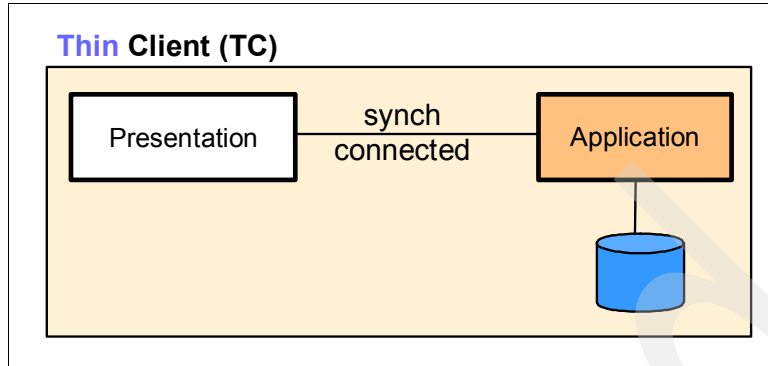 Thin Client (TC)
Presentation
synch
connected
Application